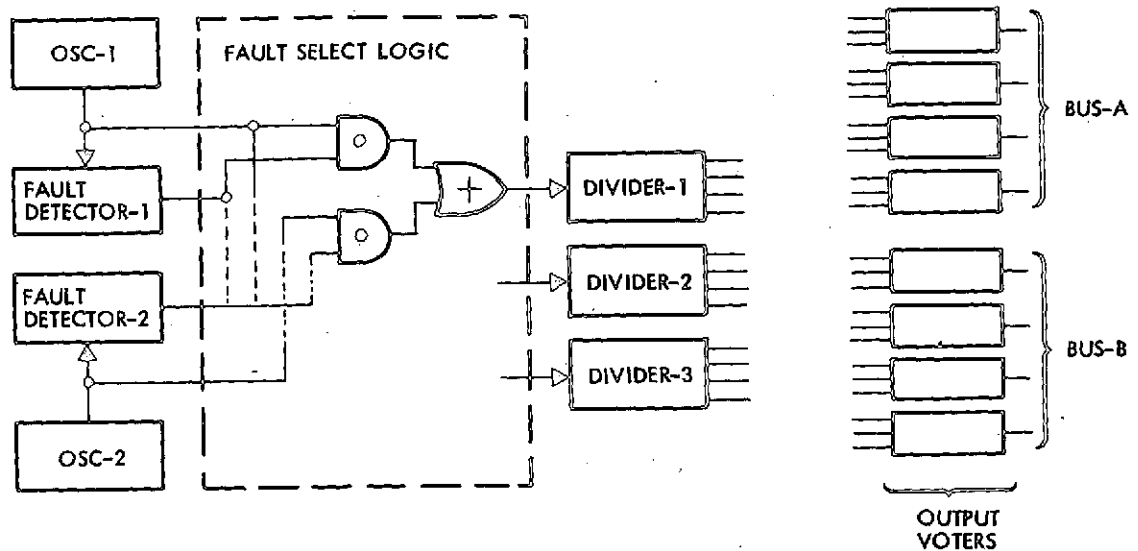 OSC-1
FAULT SELECT LOGIC
FAULT
DETECTOR-1
FAULT
DETECTOR-2
OSC-2
DIVIDER-1
DIVIDER-2
DIVIDER-3
BUS-A
BUS-B
OUTPUT
VOTERS